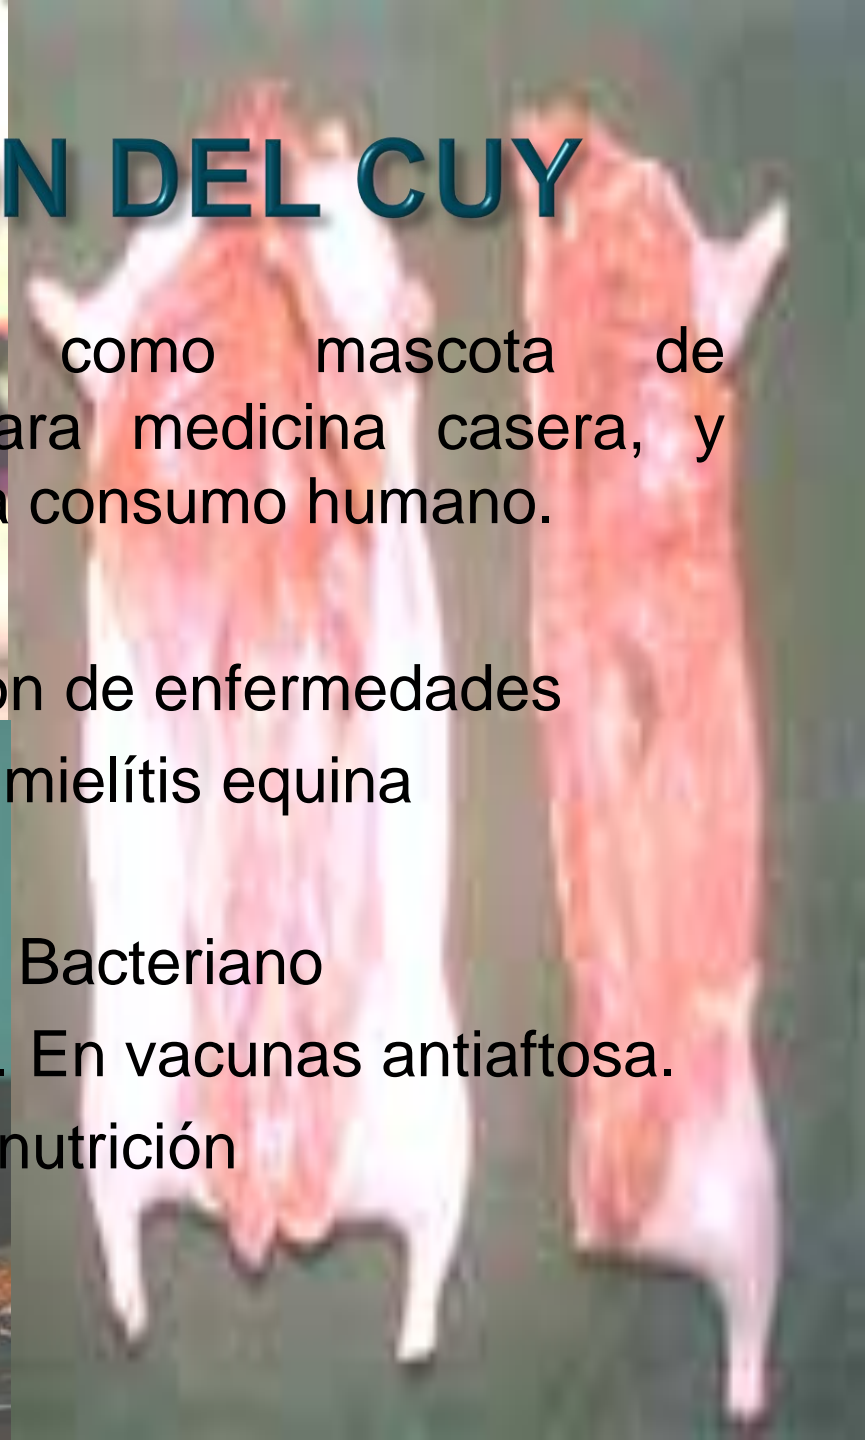 N DEL CUY
como mascota de
ara medicina casera, y
a consumo humano.
ón de enfermedades
mielítis equina
Bacteriano
. En vacunas antiaftosa.
nutrición